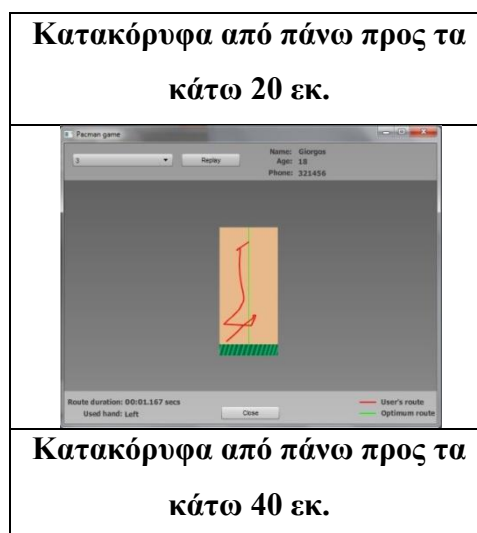 Κατακόρυφα από πάνω προς τα
κάτω 20 εκ.
Pacman game
3
Replay
Name: Giorgos
Age: 18
Phone: 321456
Route duration: 00:01.167 secs
Used hand: Left
Close
User's route
Optimum route
Κατακόρυφα από πάνω προς τα
κάτω 40 εκ.